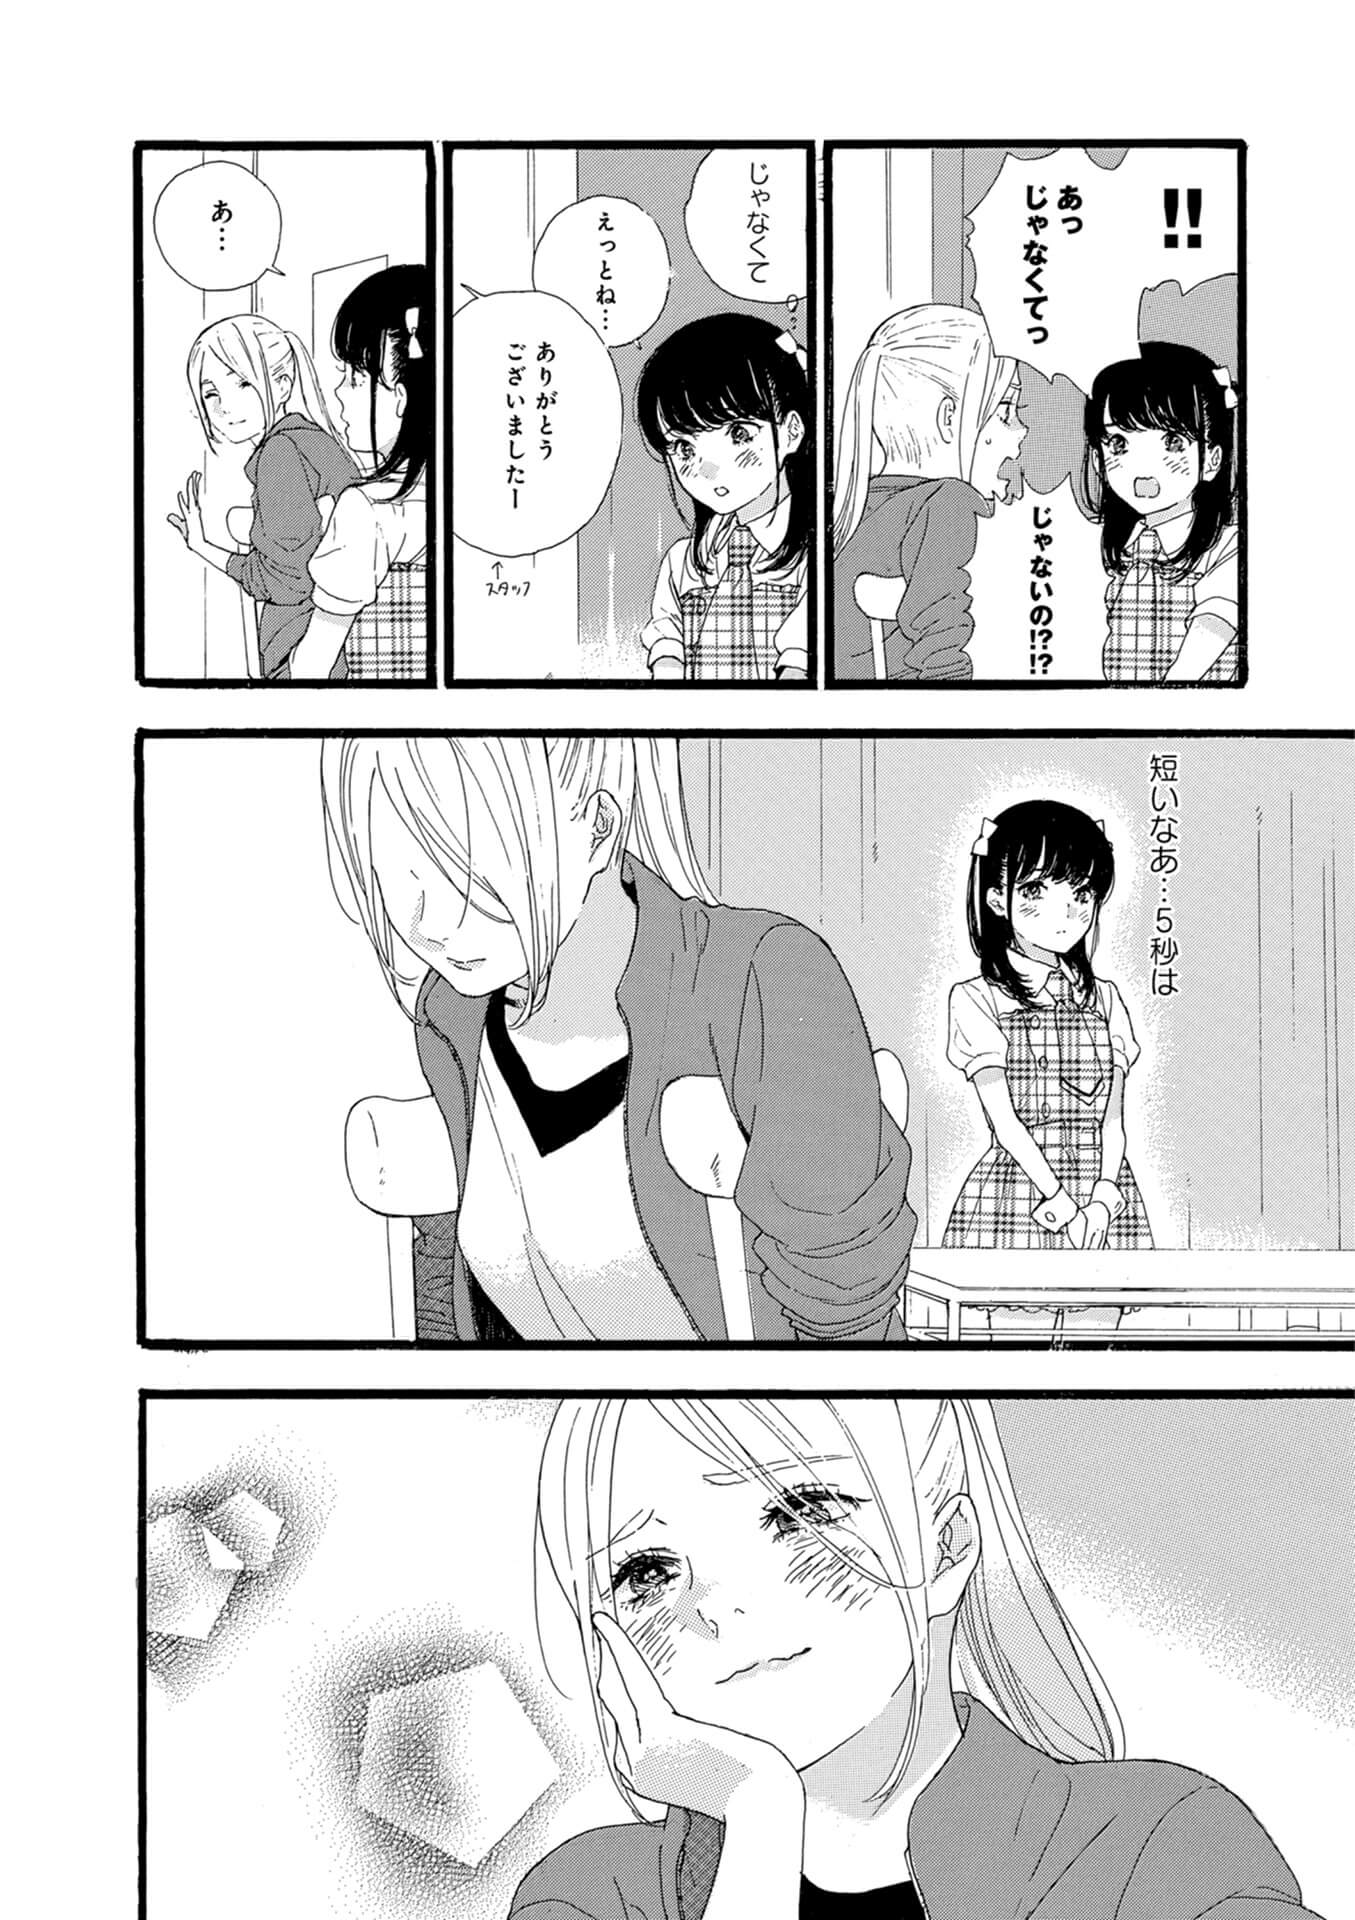 !!
あっ
じゃなくてっ
じゃないの!?!?
じゃなくて
えっとね…
ありがとう
ございましたー
↑
スタッフ
あ…
短いなあ…5秒は